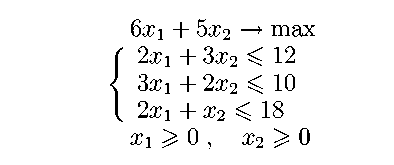 6x₁ + 5x₂ → max
2x₁ + 3x₂ ⩽ 12
3x₁ + 2x₂ ⩽ 10
2x₁ + x₂ ⩽ 18
x₁ ⩾ 0 , x₂ ⩾ 0